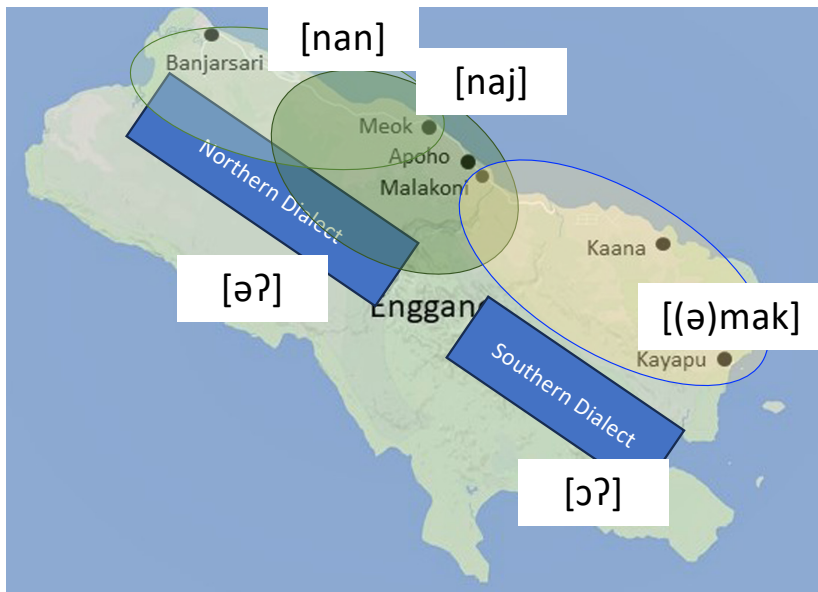 [nan]
Banjarsari
[naj]
Meok
Apoho
Malakoni
Northern Dialect
Kaana
[əʔ]
Enggano
[(ə)mak]
Kayapu
Southern Dialect
[ɔʔ]